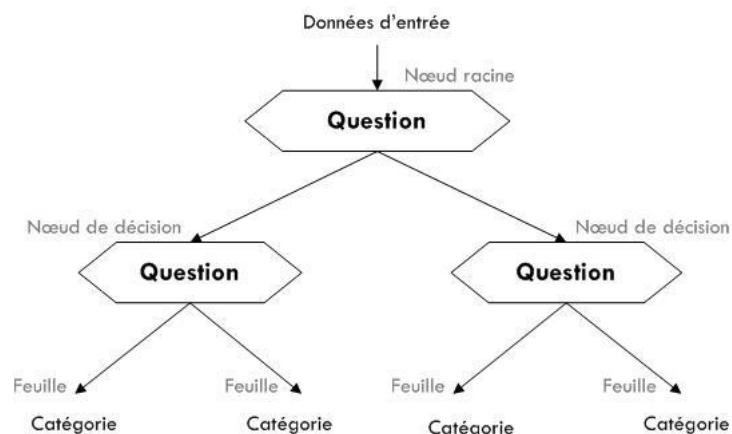 Données d'entrée
Nœud racine
Question
Nœud de décision
Nœud de décision
Question
Question
Feuille
Feuille
Feuille
Feuille
Catégorie
Catégorie
Catégorie
Catégorie